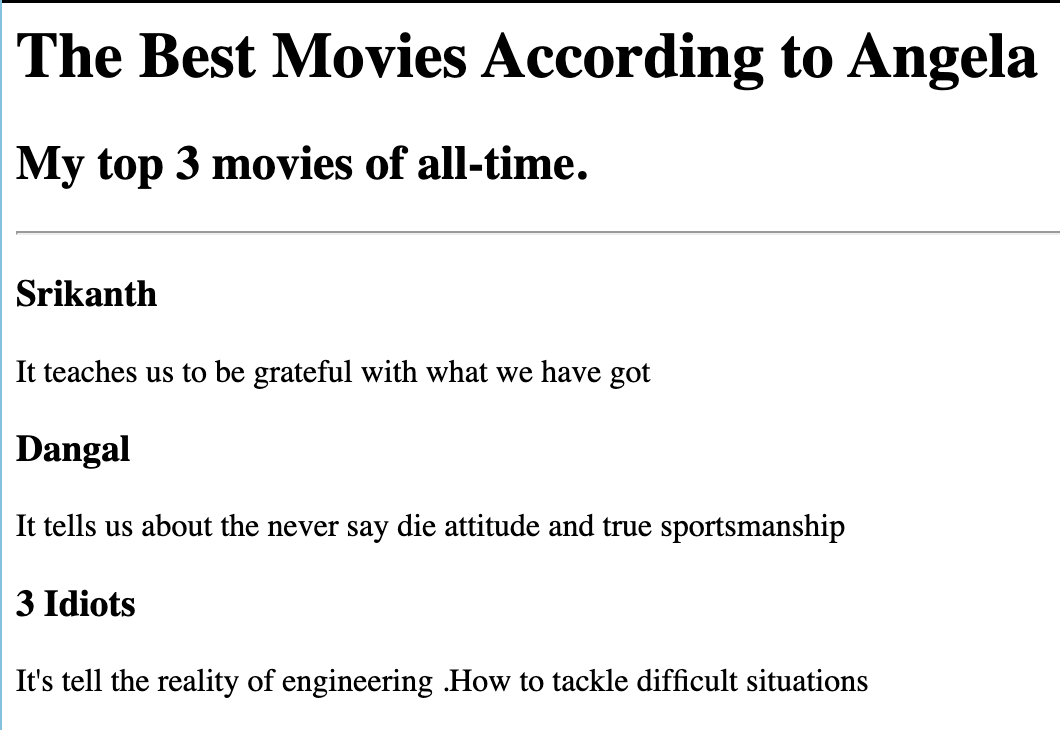 The Best Movies According to Angela
My top 3 movies of all-time.
Srikanth
It teaches us to be grateful with what we have got
Dangal
It tells us about the never say die attitude and true sportsmanship
3 Idiots
It's tell the reality of engineering .How to tackle difficult situations